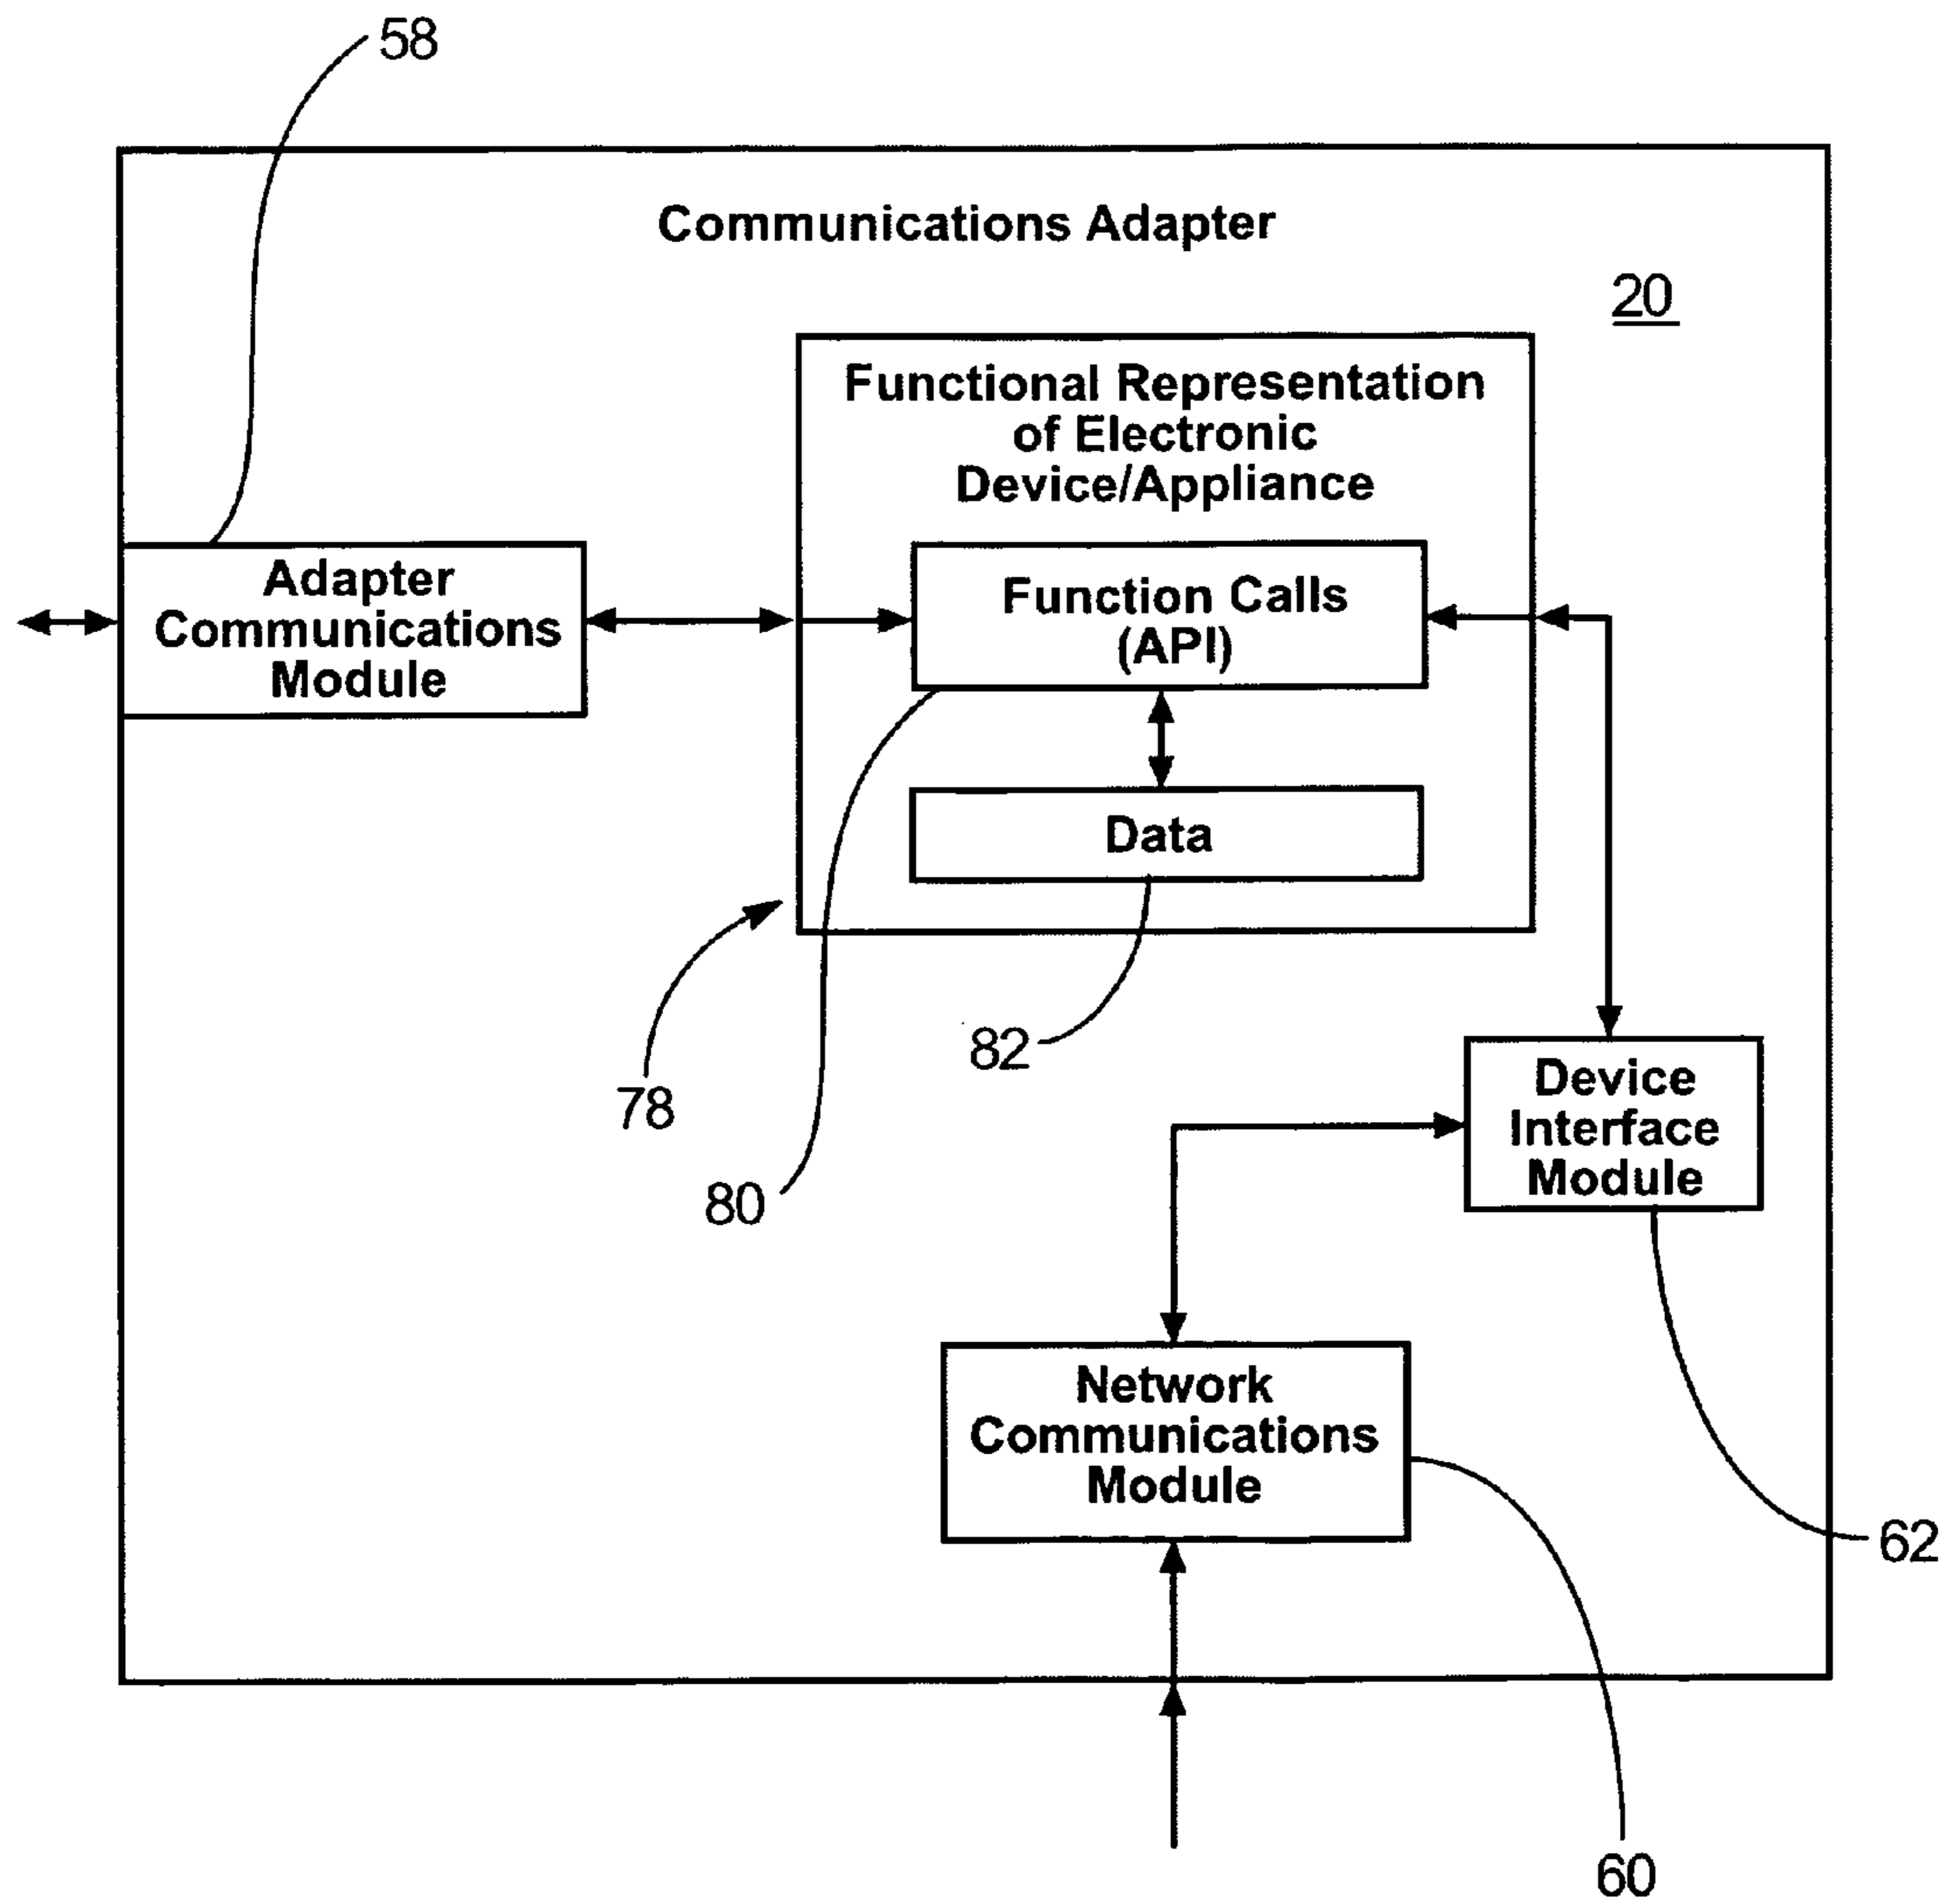 58
Communications Adapter
20
Functional Representation
of Electronic
Device/Appliance
Adapter
Communications
Module
Function Calls
(API)
Data
82
78
80
Device
Interface
Module
Network
Communications
Module
62
60